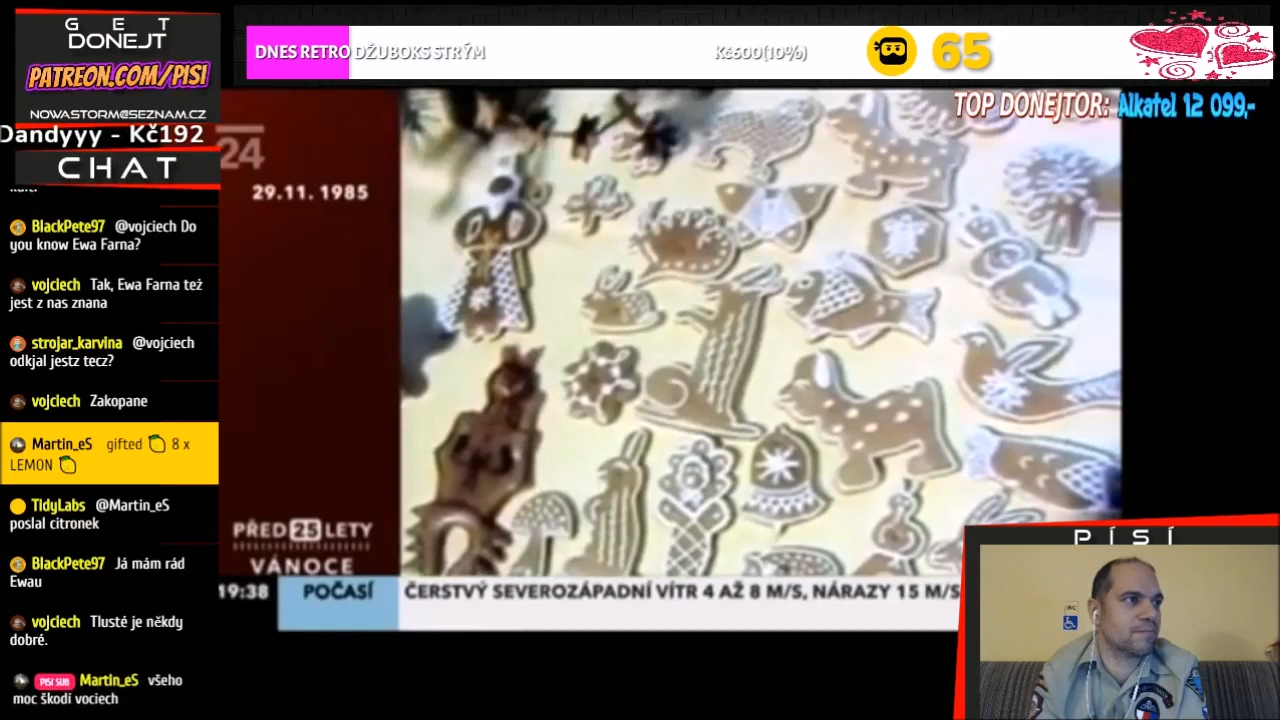 GET
DONEJT
PATREON.COM/PISI
NOWASTORM@SEZNAM.CZ
Dandyyy - Kč192
CHAT
BlackPete97 @vojciech Do
you know Ewa Farna?
vojciech Tak, Ewa Farna też
jest z nas znana
strojar_karvina @vojciech
odkjal jestz tecz?
vojciech Zakopane
Martin_eS gifted 🍋 8 x
LEMON 🍋
TidyLabs @Martin_eS
poslal citronek
BlackPete97 Já mám rád
Ewau
vojciech Tlusté je někdy
dobré.
PISI SUB Martin_eS všeho
moc škodí vociech
DNES RETRO DŽUBOKS STRÝM
Kč600(10%)
65
TOP DONEJTOR: Alkatel 12 099,-
24
29.11.1985
PŘED 25 LETY
VÁNOCE
19:38
POČASÍ
ČERSTVÝ SEVEROZÁPADNÍ VÍTR 4 AŽ 8 M/S, NÁRAZY 15 M/S
PÍSÍ
WC